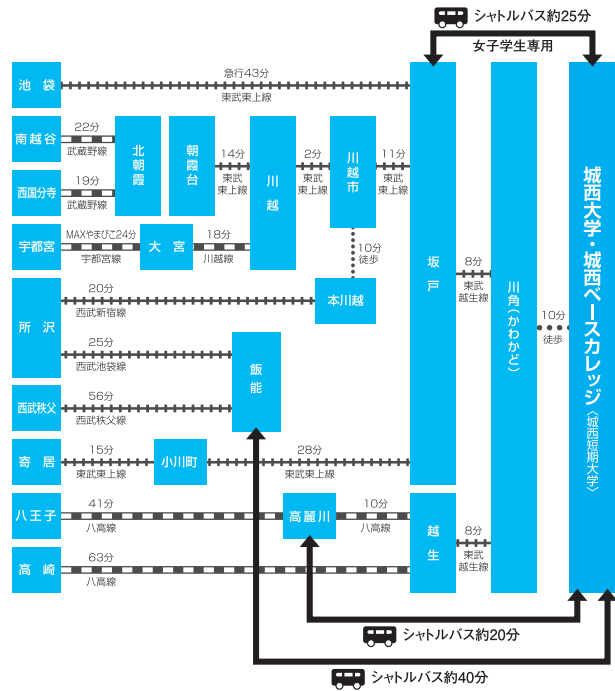 シャトルバス約25分
女子学生専用
池袋
急行43分
東武東上線
南越谷
22分
武蔵野線
西国分寺
19分
武蔵野線
北朝霞
朝霞台
14分
東武
東上線
川越
2分
東武
東上線
川越市
11分
東武
東上線
宇都宮
MAXやまびこ24分
宇都宮線
大宮
18分
川越線
10分
徒歩
本川越
所沢
20分
西武新宿線
25分
西武池袋線
飯能
西武秩父
56分
西武秩父線
寄居
15分
東武東上線
小川町
28分
東武東上線
坂戸
8分
東武
越生線
川角(かわかど)
10分
徒歩
城西大学・城西ベースカレッジ
〈城西短期大学〉
八王子
41分
八高線
高麗川
10分
八高線
越生
8分
東武
越生線
高崎
63分
八高線
シャトルバス約20分
シャトルバス約40分